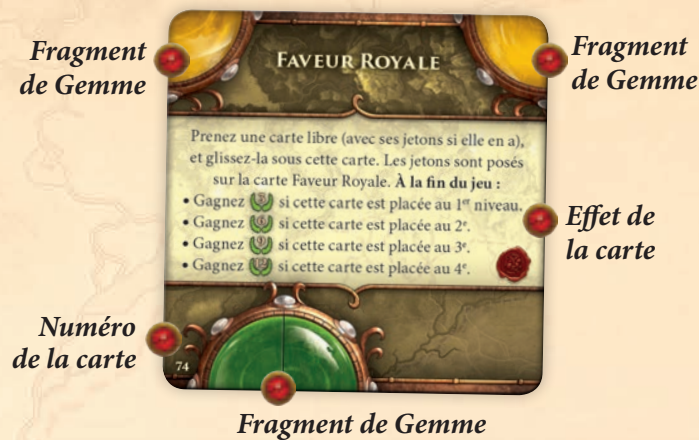 Fragment
de Gemme
Fragment
de Gemme
FAVEUR ROYALE
Prenez une carte libre (avec ses jetons si elle en a),
et glissez-la sous cette carte. Les jetons sont posés
sur la carte Faveur Royale. À la fin du jeu :
• Gagnez si cette carte est placée au 1er niveau.
• Gagnez si cette carte est placée au 2e.
• Gagnez si cette carte est placée au 3e.
• Gagnez si cette carte est placée au 4e.
Effet de
la carte
Numéro
de la carte
74
Fragment de Gemme